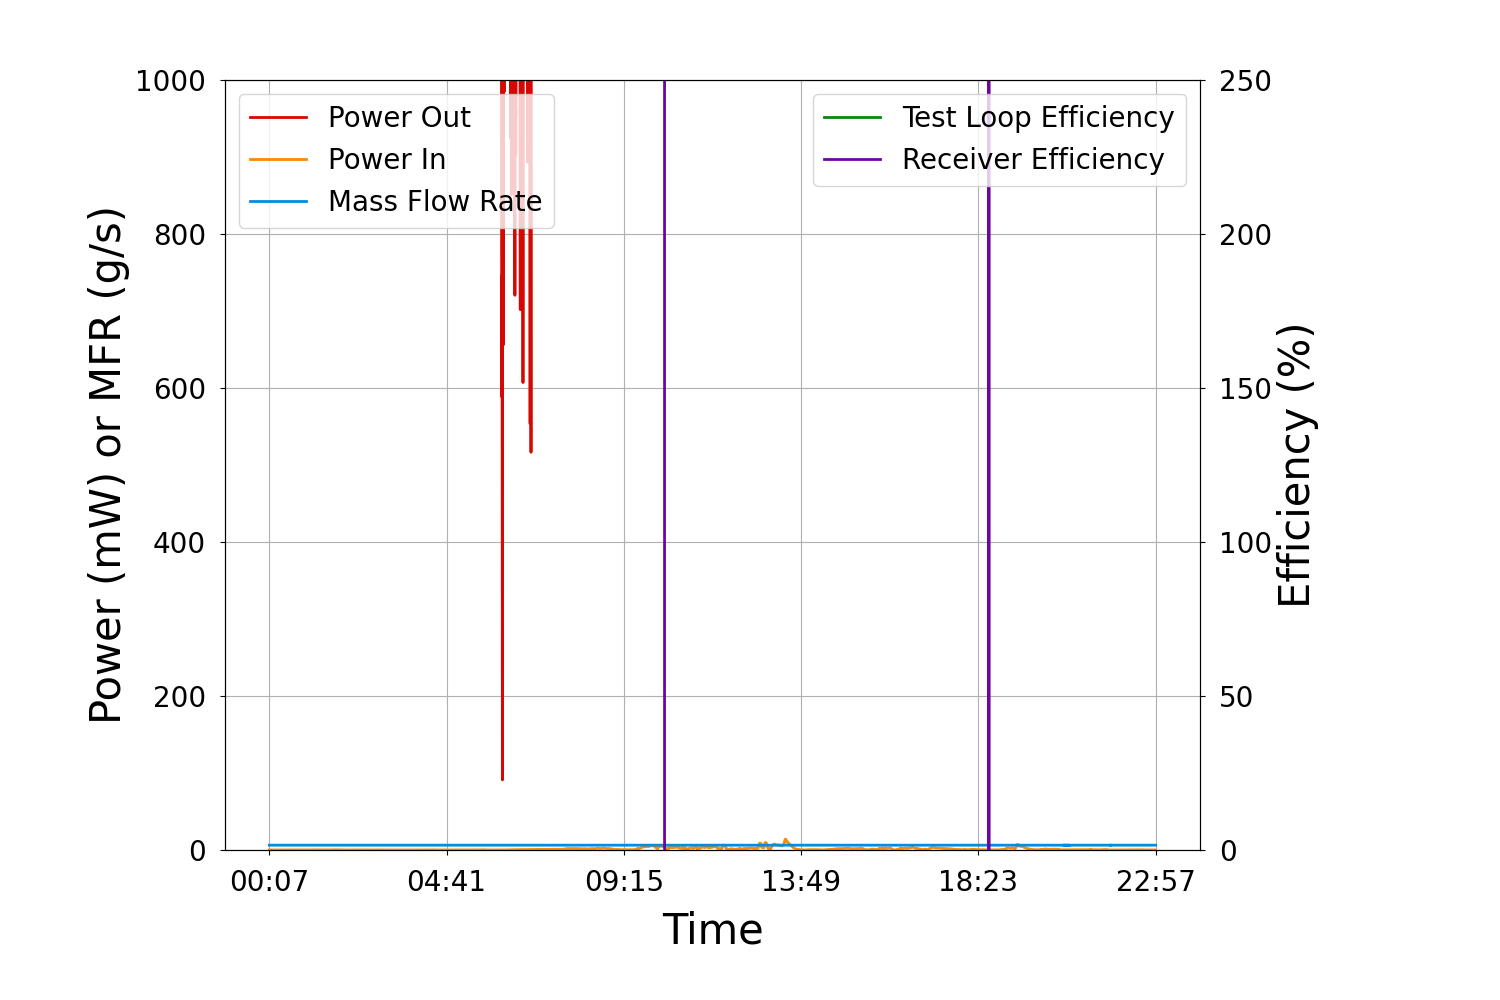 1000
800
600
400
200
0
Power (mW) or MFR (g/s)
Power Out
Power In
Mass Flow Rate
Test Loop Efficiency
Receiver Efficiency
250
200
150
100
50
0
Efficiency (%)
00:07 04:41 09:15 13:49 18:23 22:57
Time